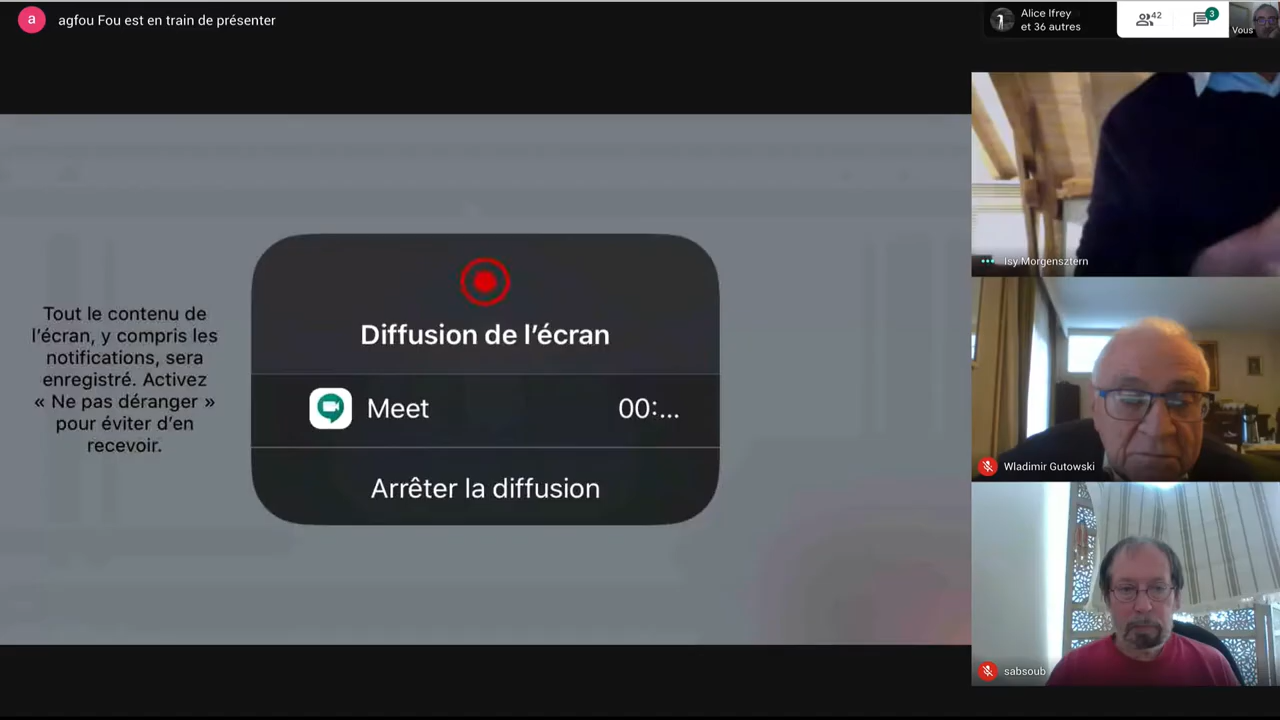 a
agfou Fou est en train de présenter
Alice Ifrey
et 36 autres
42
3
Vous
Isy Morgensztern
Tout le contenu de
l’écran, y compris les
notifications, sera
enregistré. Activez
« Ne pas déranger »
pour éviter d’en
recevoir.
Diffusion de l’écran
Meet
00:...
Arrêter la diffusion
Wladimir Gutowski
sabsoub